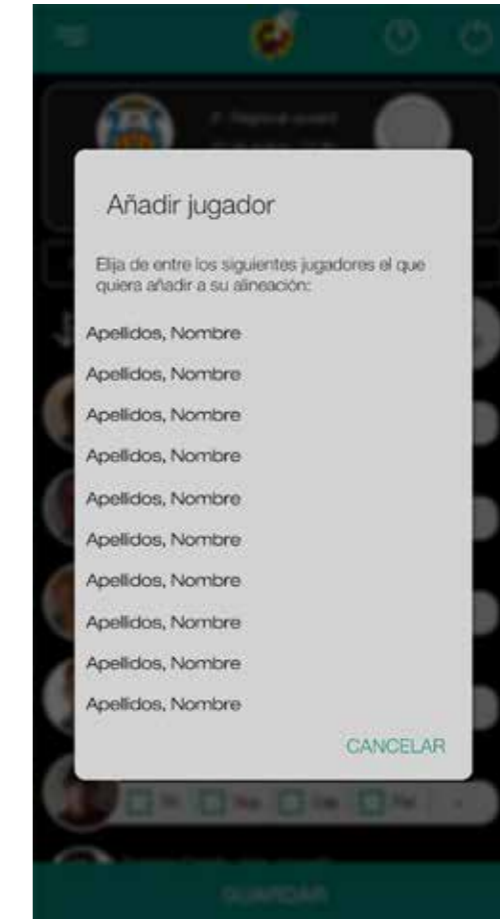 Añadir jugador
Elija de entre los siguientes jugadores el que
quiera añadir a su alineación:
Apellidos, Nombre
Apellidos, Nombre
Apellidos, Nombre
Apellidos, Nombre
Apellidos, Nombre
Apellidos, Nombre
Apellidos, Nombre
Apellidos, Nombre
Apellidos, Nombre
Apellidos, Nombre
CANCELAR
GUARDAR